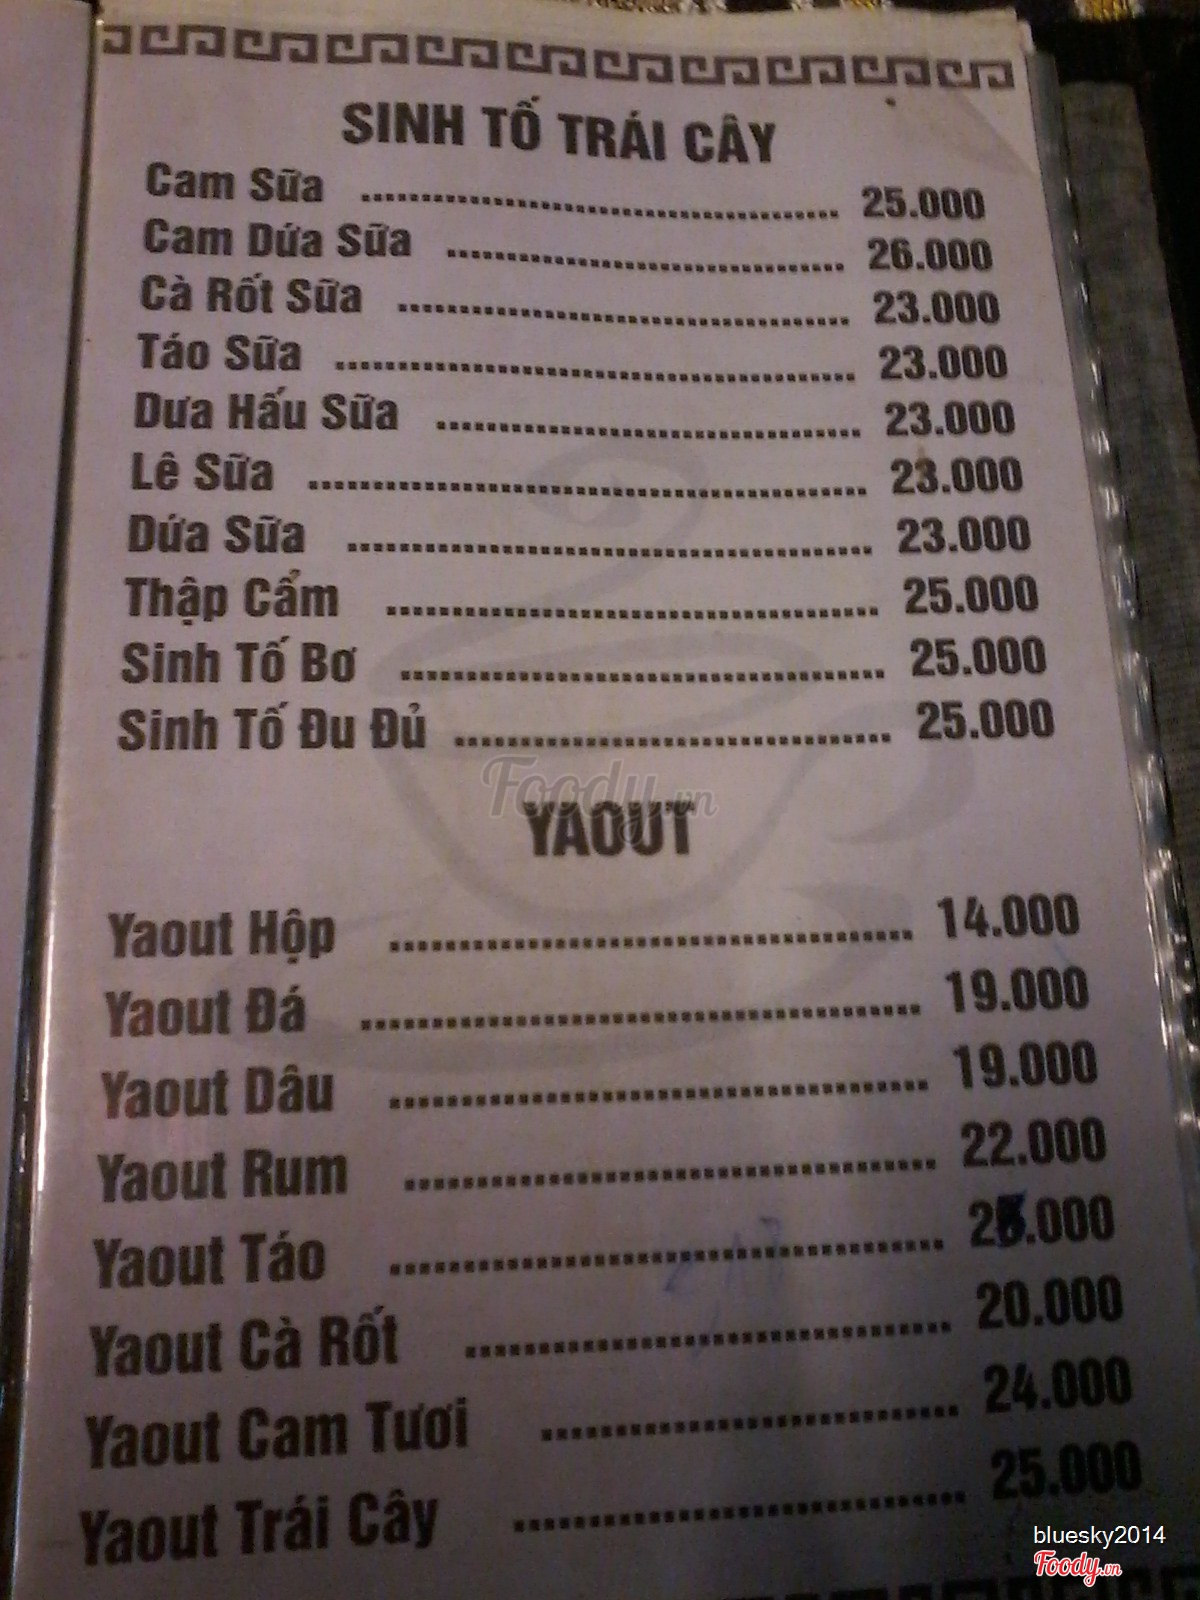 SINH TỐ TRÁI CÂY
Cam Sữa ........ 25.000
Cam Dứa Sữa ........ 26.000
Cà Rốt Sữa ........ 23.000
Táo Sữa ........ 23.000
Dưa Hấu Sữa ........ 23.000
Lê Sữa ........ 23.000
Dứa Sữa ........ 23.000
Thập Cẩm ........ 25.000
Sinh Tố Bơ ........ 25.000
Sinh Tố Đu Đủ ........ 25.000
Foody.vn
YAOUT
Yaout Hộp ........ 14.000
Yaout Đá ........ 19.000
Yaout Dâu ........ 19.000
Yaout Rum ........ 22.000
Yaout Táo ........
Yaout Cà Rốt ........ 20.000
Yaout Cam Tươi ........ 24.000
Yaout Trái Cây ........ 25.000
bluesky2014
Foody.vn